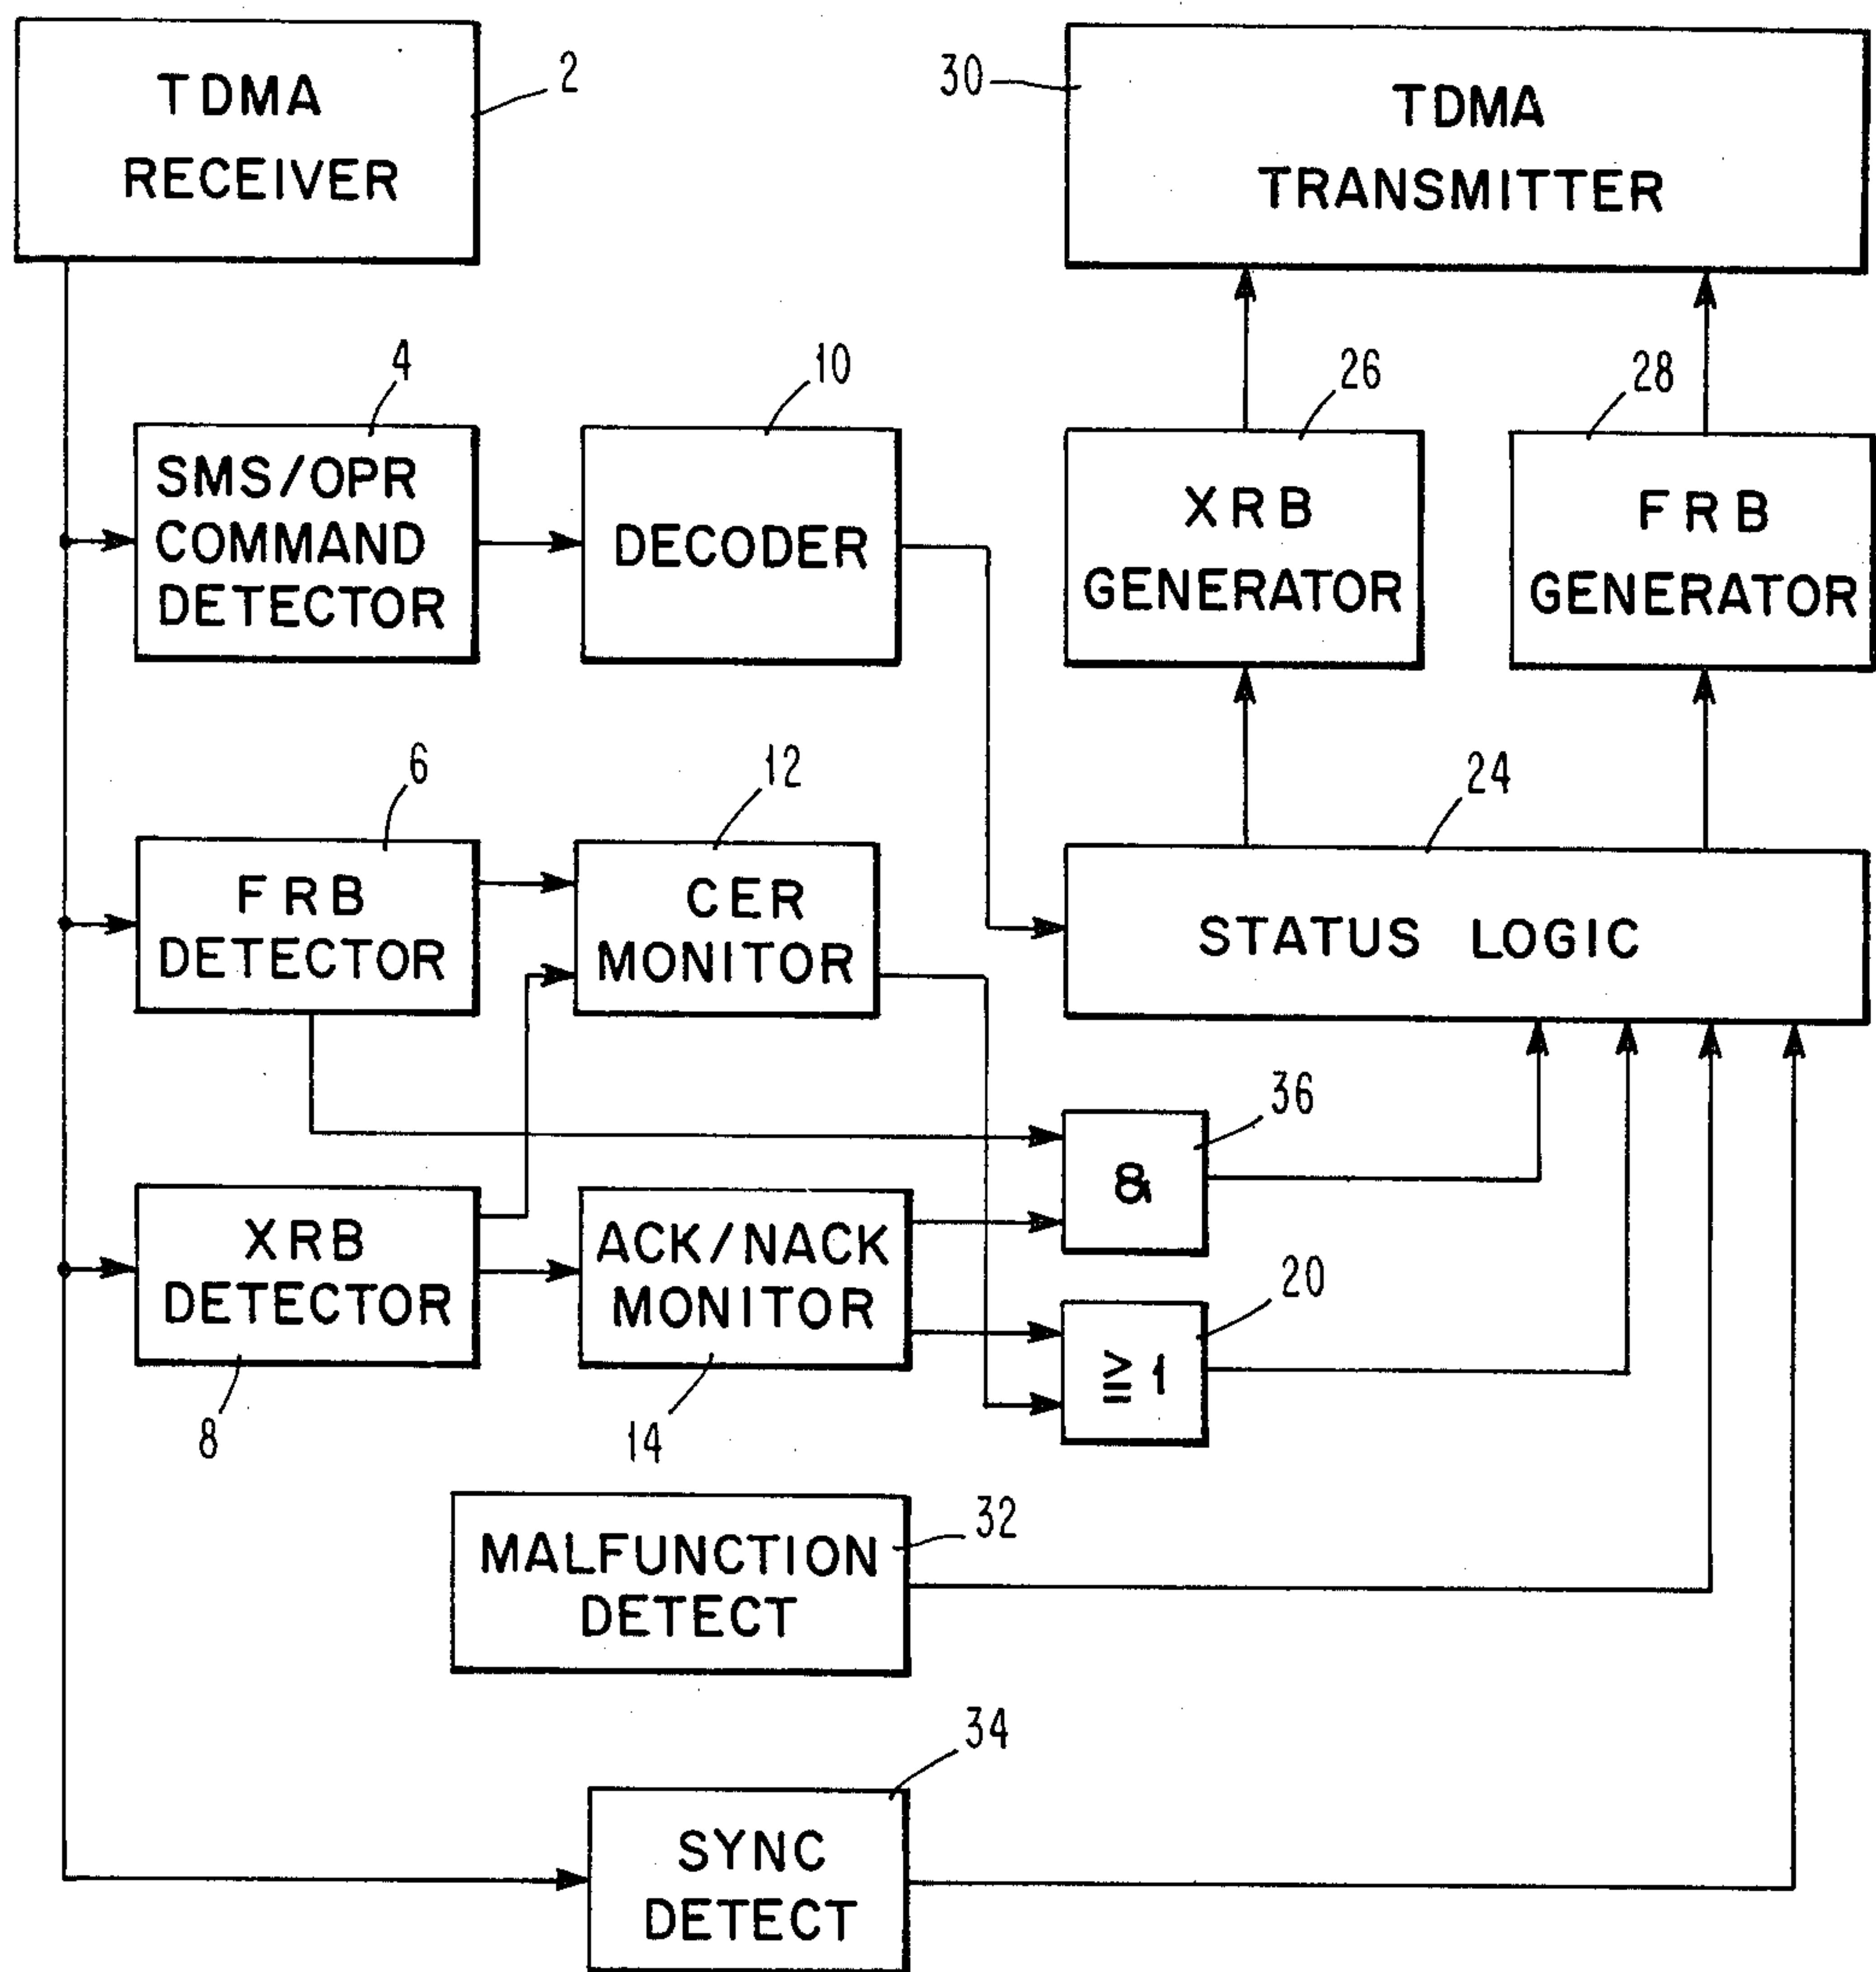 TDMA
RECEIVER
2
30
TDMA
TRANSMITTER
4
SMS/OPR
COMMAND
DETECTOR
10
DECODER
26
XRB
GENERATOR
28
FRB
GENERATOR
6
FRB
DETECTOR
12
CER
MONITOR
24
STATUS LOGIC
36
&
XRB
DETECTOR
8
ACK/NACK
MONITOR
14
20
≧1
MALFUNCTION
DETECT
32
34
SYNC
DETECT